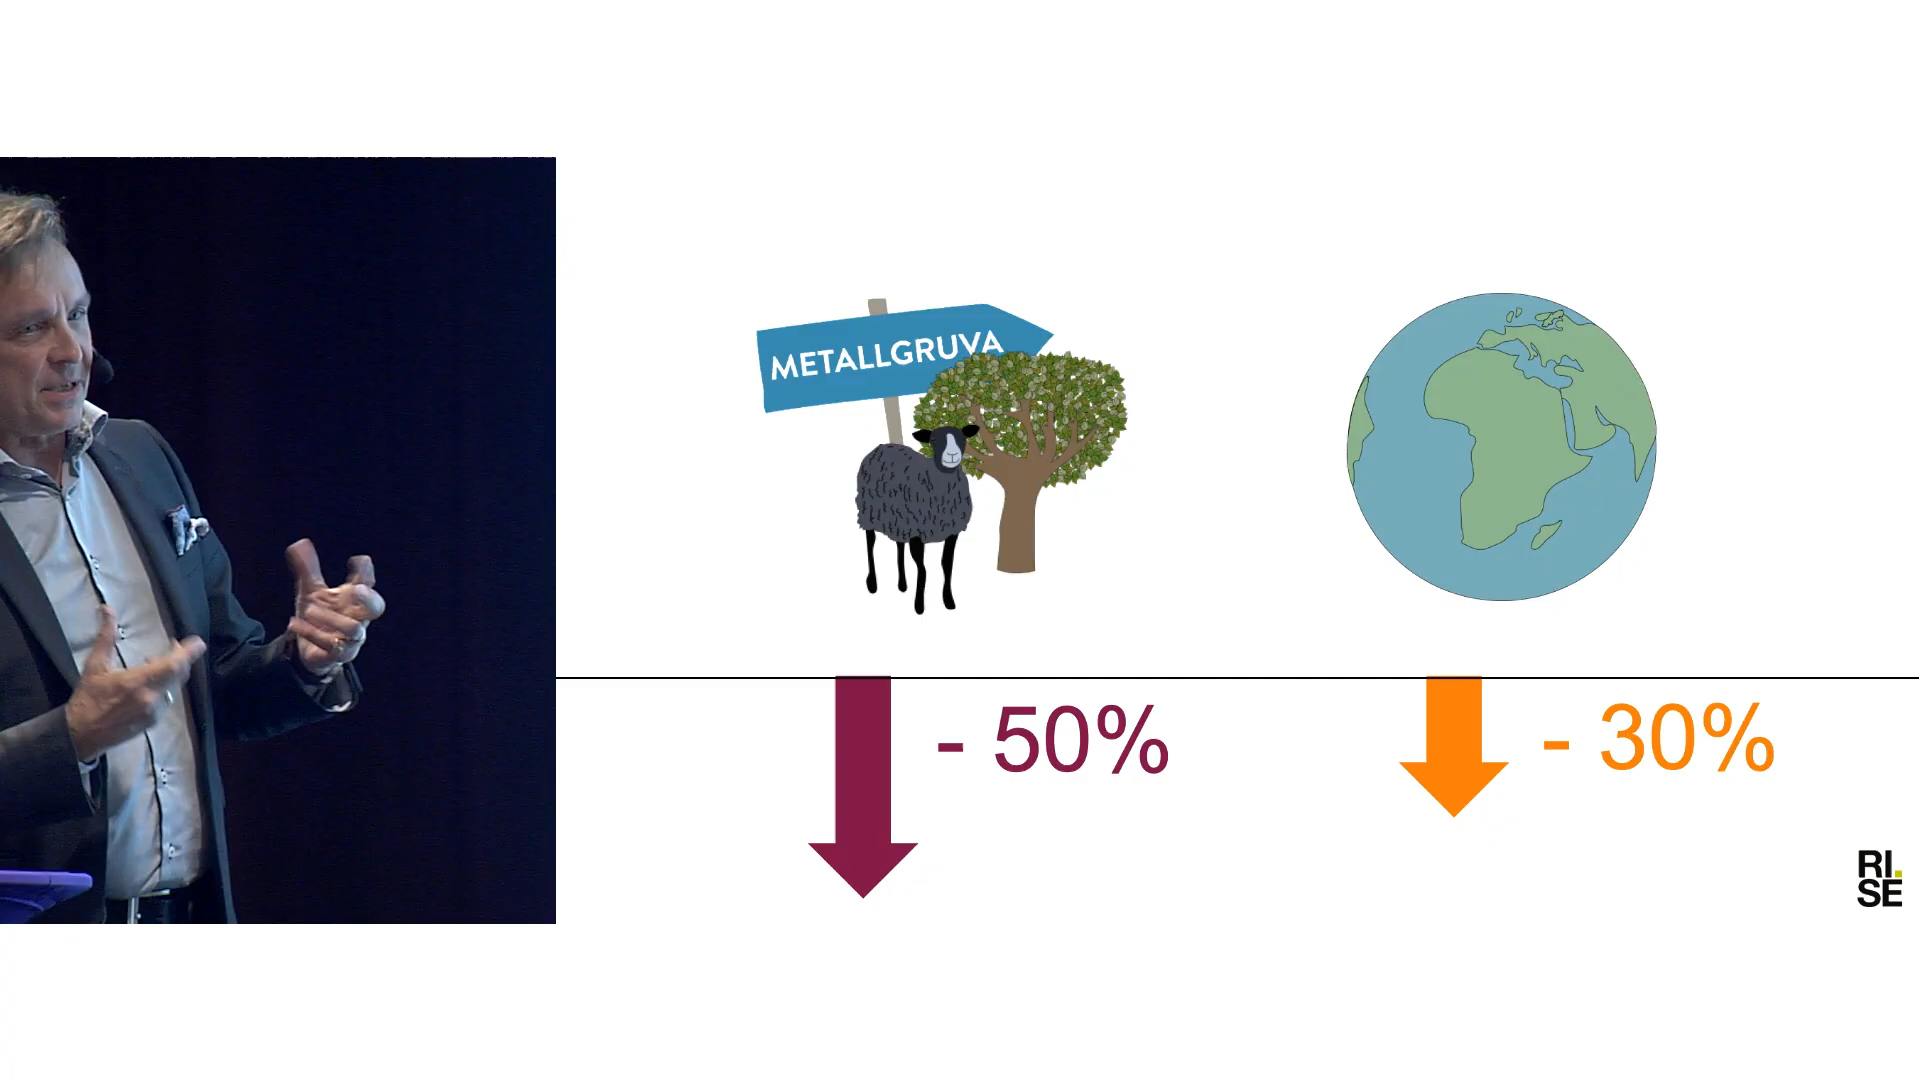 METALLGRUVA
- 50%
- 30%
RI.
SE